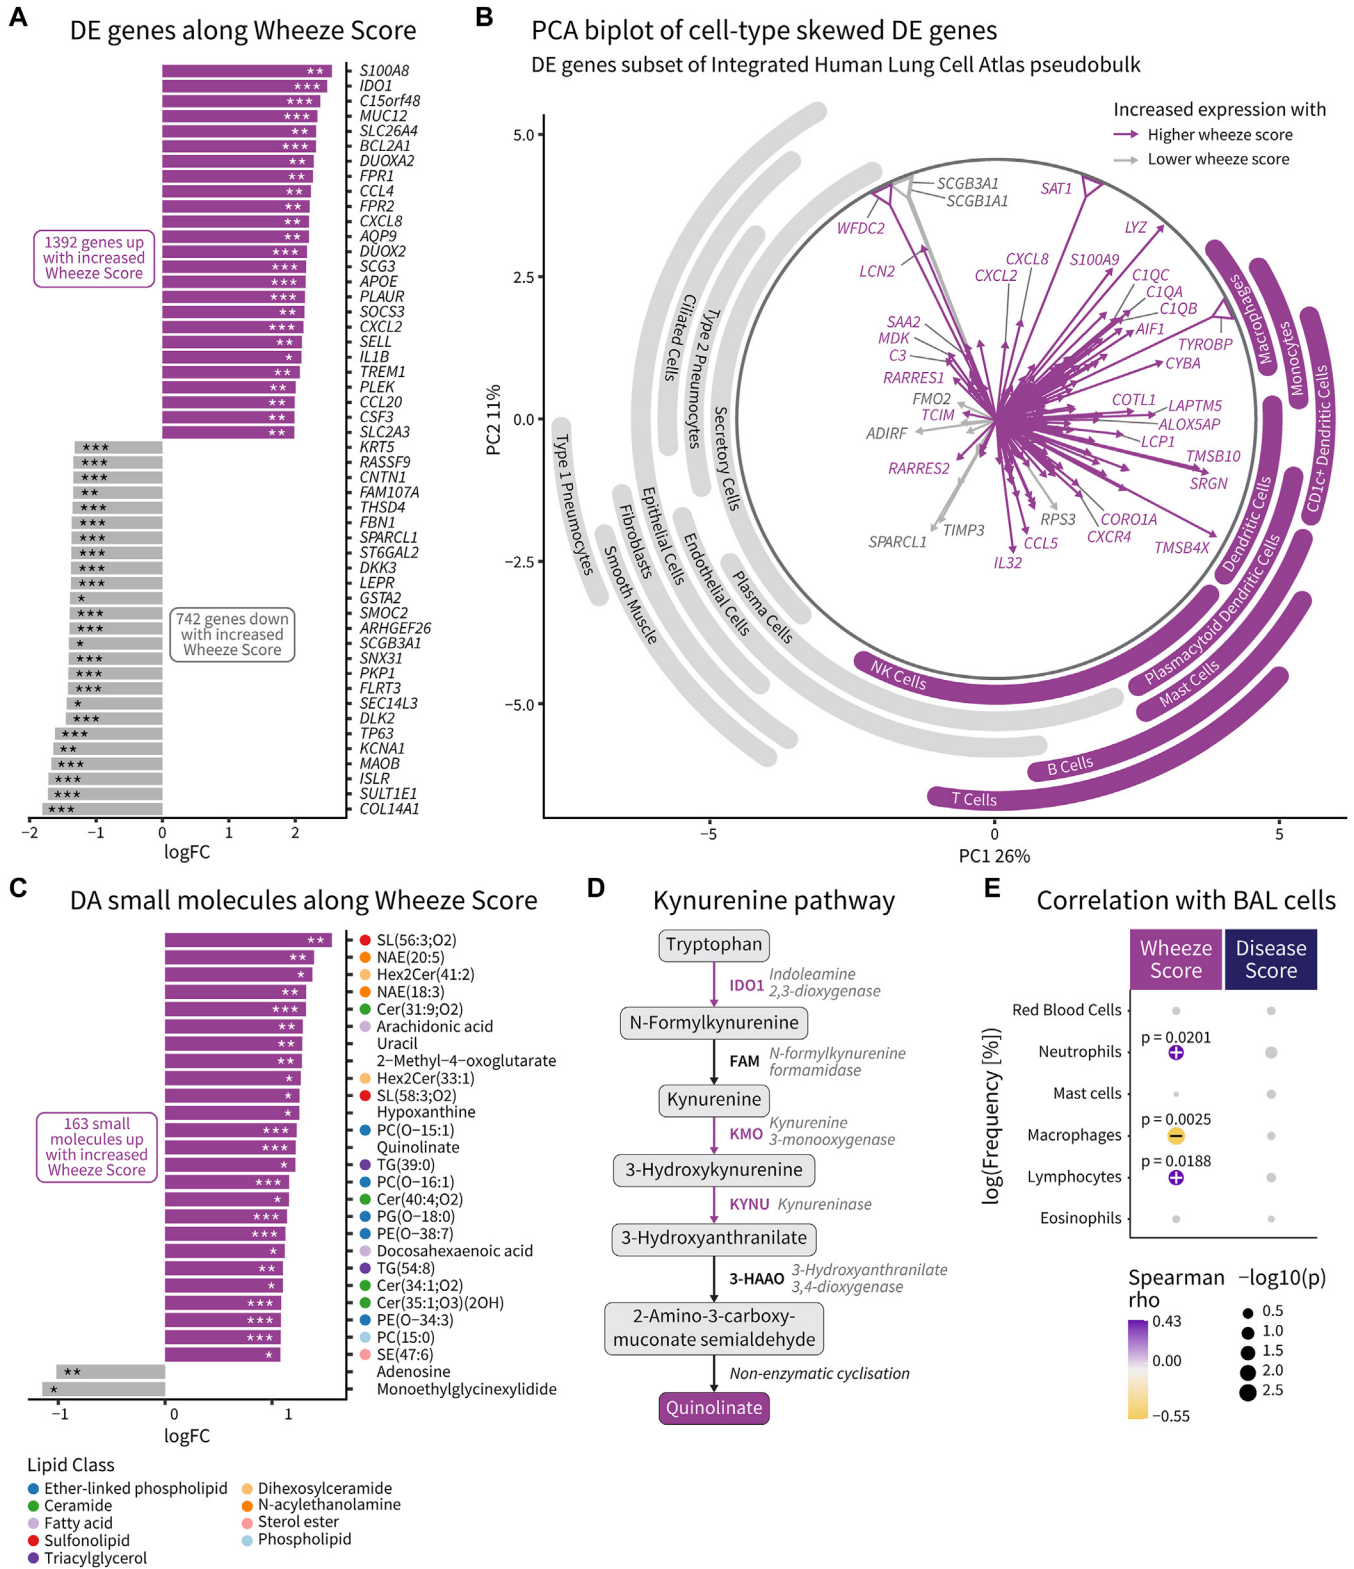 A
DE genes along Wheeze Score
S100A8
IDO1
C15orf48
MUC12
SLC26A4
BCL2A1
DUOXA2
FPR1
CCL4
FPR2
CXCL8
AQP9
DUOX2
SCG3
APOE
PLAUR
SOCS3
CXCL2
SELL
IL1B
TREM1
PLEK
CCL20
CSF3
SLC2A3
KRT5
RASSF9
CNTN1
FAM107A
THSD4
FBN1
SPARCL1
ST6GAL2
DKK3
LEPR
GSTA2
SMOC2
ARHGEF26
SCGB3A1
SNX31
PKP1
FLRT3
SEC14L3
DLK2
TP63
KCNA1
MAOB
ISLR
SULT1E1
COL14A1
1392 genes up
with increased
Wheeze Score
742 genes down
with increased
Wheeze Score
−2 −1 0 1 2
logFC
B
PCA biplot of cell-type skewed DE genes
DE genes subset of Integrated Human Lung Cell Atlas pseudobulk
Increased expression with
Higher wheeze score
Lower wheeze score
5.0
2.5
0.0
−2.5
−5.0
PC2 11%
−5 0 5
PC1 26%
SCGB3A1
SCGB1A1
SAT1
WFDC2
LYZ
LCN2
CXCL8
CXCL2
S100A9
C1QC
C1QA
C1QB
AIF1
TYROBP
CYBA
SAA2
MDK
C3
RARRES1
FMO2
TCIM
ADIRF
RARRES2
COTL1
LAPTM5
ALOX5AP
LCP1
TMSB10
SRGN
CORO1A
CXCR4
TMSB4X
RPS3
CCL5
IL32
TIMP3
SPARCL1
Ciliated Cells
Type 2 Pneumocytes
Secretory Cells
Type 1 Pneumocytes
Epithelial Cells
Fibroblasts
Smooth Muscle
Endothelial Cells
Plasma Cells
Macrophages
Monocytes
CD1c+ Dendritic Cells
Dendritic Cells
Plasmacytoid Dendritic Cells
Mast Cells
NK Cells
B Cells
T Cells
C
DA small molecules along Wheeze Score
SL(56:3;O2)
NAE(20:5)
Hex2Cer(41:2)
NAE(18:3)
Cer(31:9;O2)
Arachidonic acid
Uracil
2−Methyl−4−oxoglutarate
Hex2Cer(33:1)
SL(58:3;O2)
Hypoxanthine
PC(O−15:1)
Quinolinate
TG(39:0)
PC(O−16:1)
Cer(40:4;O2)
PG(O−18:0)
PE(O−38:7)
Docosahexaenoic acid
TG(54:8)
Cer(34:1;O2)
Cer(35:1;O3)(2OH)
PE(O−34:3)
PC(15:0)
SE(47:6)
Adenosine
Monoethylglycinexylidide
163 small
molecules up
with increased
Wheeze Score
−1 0 1
logFC
Lipid Class
Ether-linked phospholipid
Ceramide
Fatty acid
Sulfonolipid
Triacylglycerol
Dihexosylceramide
N-acylethanolamine
Sterol ester
Phospholipid
D
Kynurenine pathway
Tryptophan
IDO1 Indoleamine
2,3-dioxygenase
N-Formylkynurenine
FAM N-formylkynurenine
formamidase
Kynurenine
KMO Kynurenine
3-monooxygenase
3-Hydroxykynurenine
KYNU Kynureninase
3-Hydroxyanthranilate
3-HAAO 3-Hydroxyanthranilate
3,4-dioxygenase
2-Amino-3-carboxy-
muconate semialdehyde
Non-enzymatic cyclisation
Quinolinate
E
Correlation with BAL cells
Wheeze
Score
Disease
Score
log(Frequency [%])
Red Blood Cells
Neutrophils
Mast cells
Macrophages
Lymphocytes
Eosinophils
p = 0.0201
p = 0.0025
p = 0.0188
Spearman
rho
0.43
0.00
−0.55
−log10(p)
0.5
1.0
1.5
2.0
2.5